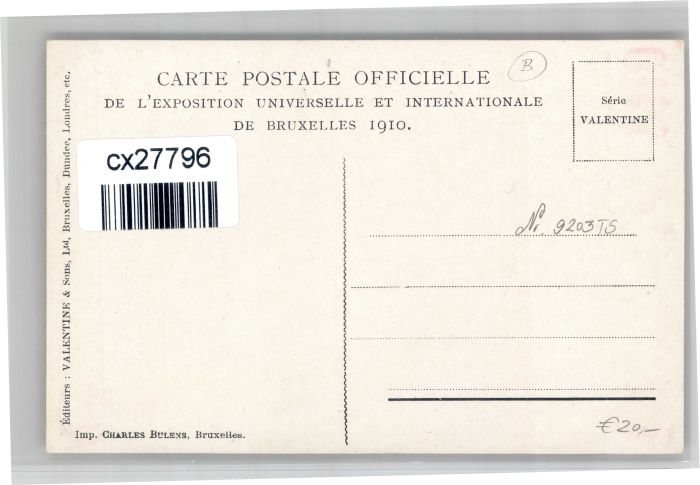 CARTE POSTALE OFFICIELLE
DE L'EXPOSITION UNIVERSELLE ET INTERNATIONALE
DE BRUXELLES 1910.
B
Série
VALENTINE
cx27796
Éditeurs : VALENTINE & Sons, Ltd, Bruxelles, Dundee, Londres, etc.
Nr. 9203TS
Imp. CHARLES BULENS, Bruxelles.
€20,-